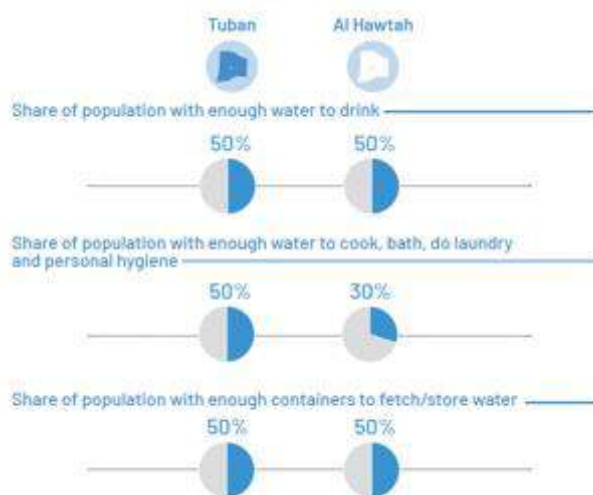 Tuban Al Hawtah
Share of population with enough water to drink
50% 50%
Share of population with enough water to cook, bath, do laundry
and personal hygiene
50% 30%
Share of population with enough containers to fetch/store water
50% 50%